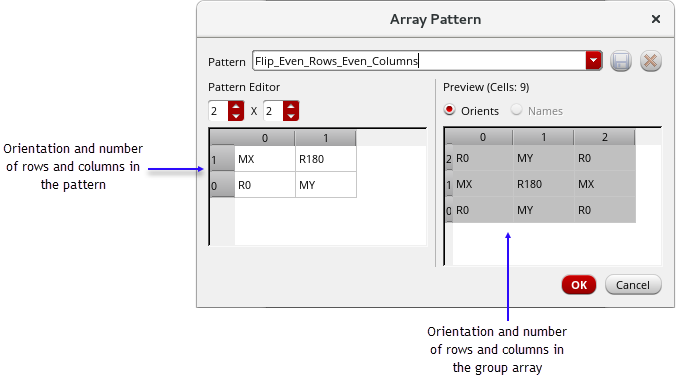 Array Pattern
Pattern Flip_Even_Rows_Even_Columns
Pattern Editor
2 X 2
0 1
1 MX R180
0 R0 MY
Preview (Cells: 9)
Orients Names
0 1 2
2 R0 MY R0
1 MX R180 MX
0 R0 MY R0
OK Cancel
Orientation and number
of rows and columns in
the pattern
Orientation and number
of rows and columns in
the group array